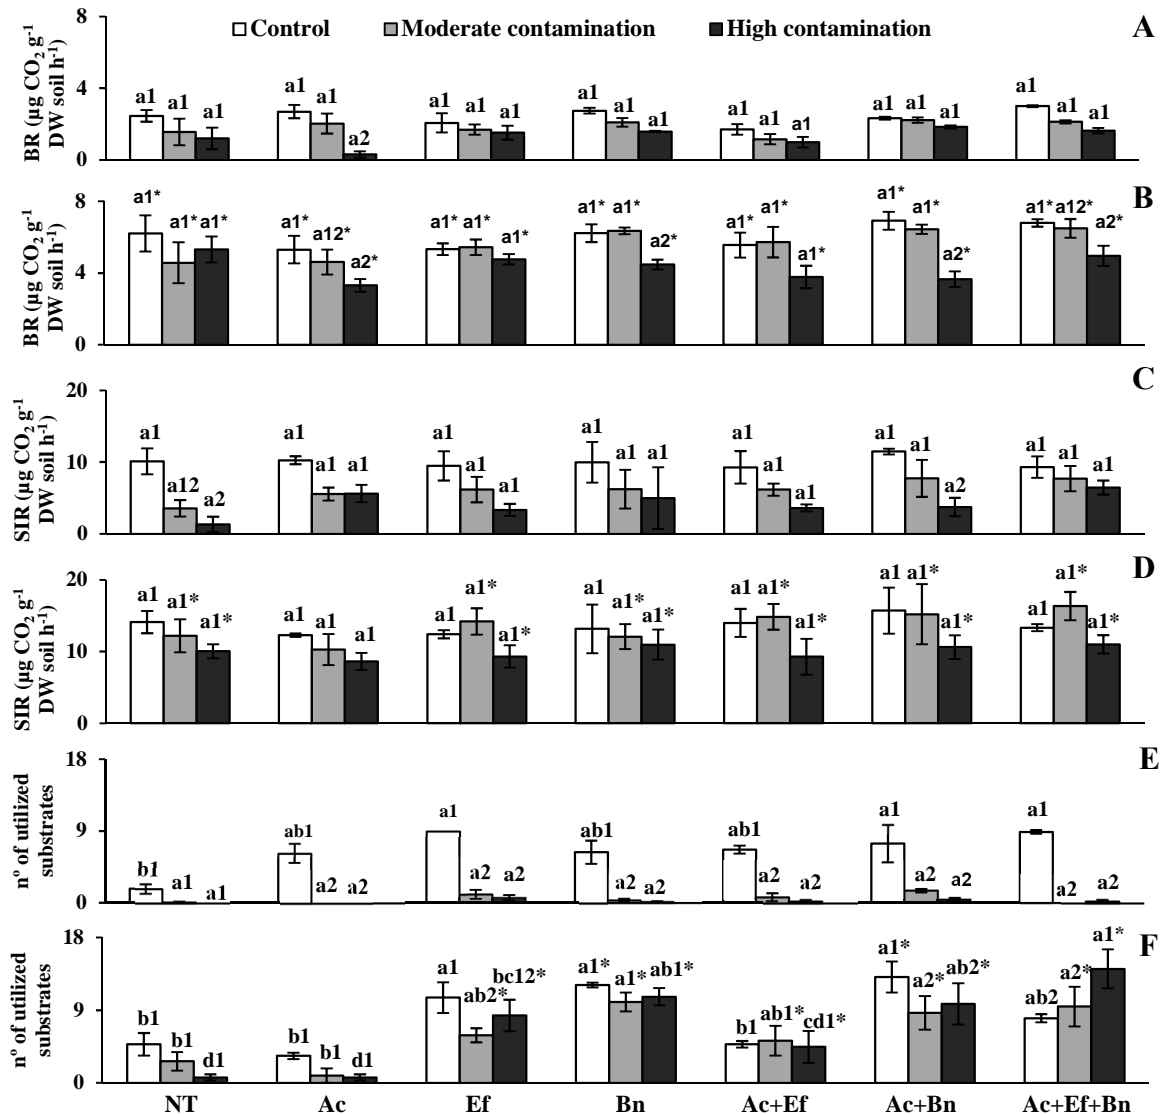 Control Moderate contamination High contamination
A
BR (µg CO2 g-1 DW soil h-1)
8
4
0
a1 a1 a1 a1 a1 a2 a1 a1 a1 a1 a1 a1 a1 a1 a1 a1 a1 a1 a1 a1 a1
B
BR (µg CO2 g-1 DW soil h-1)
8
4
0
a1* a1* a1* a1* a12* a2* a1* a1* a1* a1* a1* a2* a1* a1* a1* a1* a1* a2* a1* a12* a2*
C
SIR (µg CO2 g-1 DW soil h-1)
20
10
0
a1 a12 a2 a1 a1 a1 a1 a1 a1 a1 a1 a1 a1 a1 a1 a1 a1 a2 a1 a1 a1
D
SIR (µg CO2 g-1 DW soil h-1)
20
10
0
a1 a1* a1* a1 a1 a1 a1 a1* a1* a1 a1* a1* a1 a1* a1* a1 a1* a1* a1 a1* a1*
E
nº of utilized substrates
18
9
0
b1 a1 a1 ab1 a2 a2 a1 a2 a2 ab1 a2 a2 ab1 a2 a2 a1 a2 a2 a1 a2 a2
F
nº of utilized substrates
18
9
0
b1 b1 d1 b1 b1 d1 a1 ab2* bc12* a1* a1* ab1* b1 ab1* cd1* a1* a2* ab2* ab2 a2* a1*
NT Ac Ef Bn Ac+Ef Ac+Bn Ac+Ef+Bn